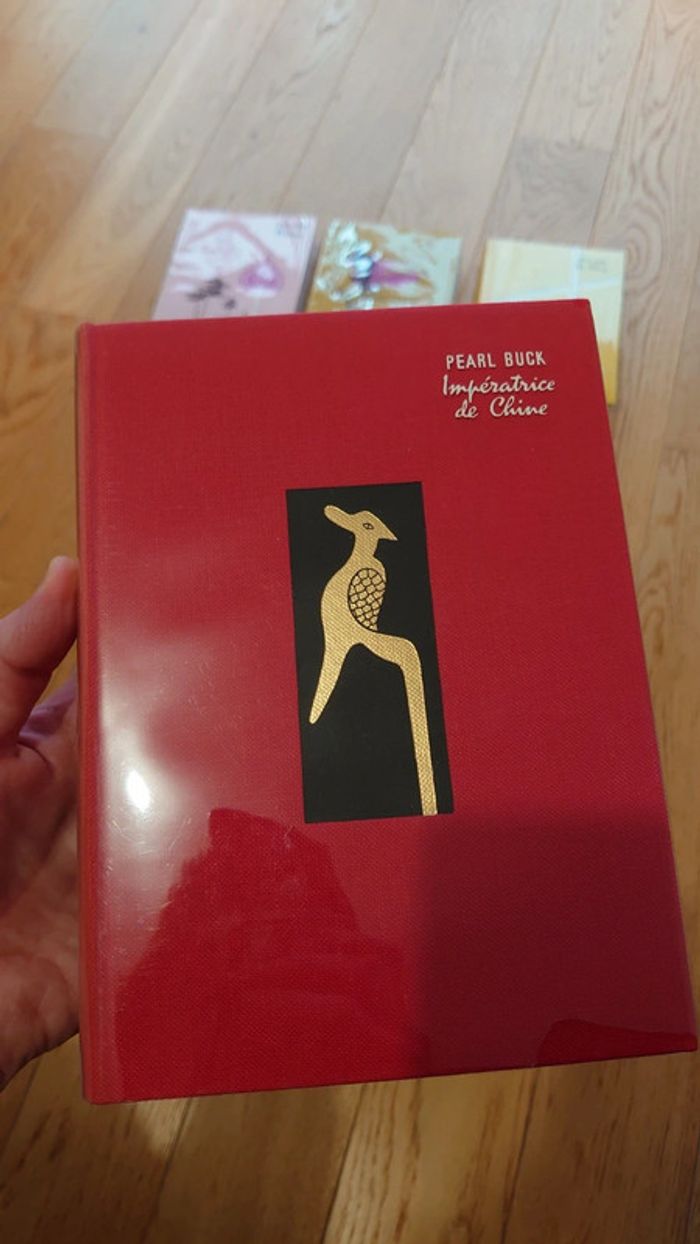 PEARL BUCK
Impératrice
de Chine